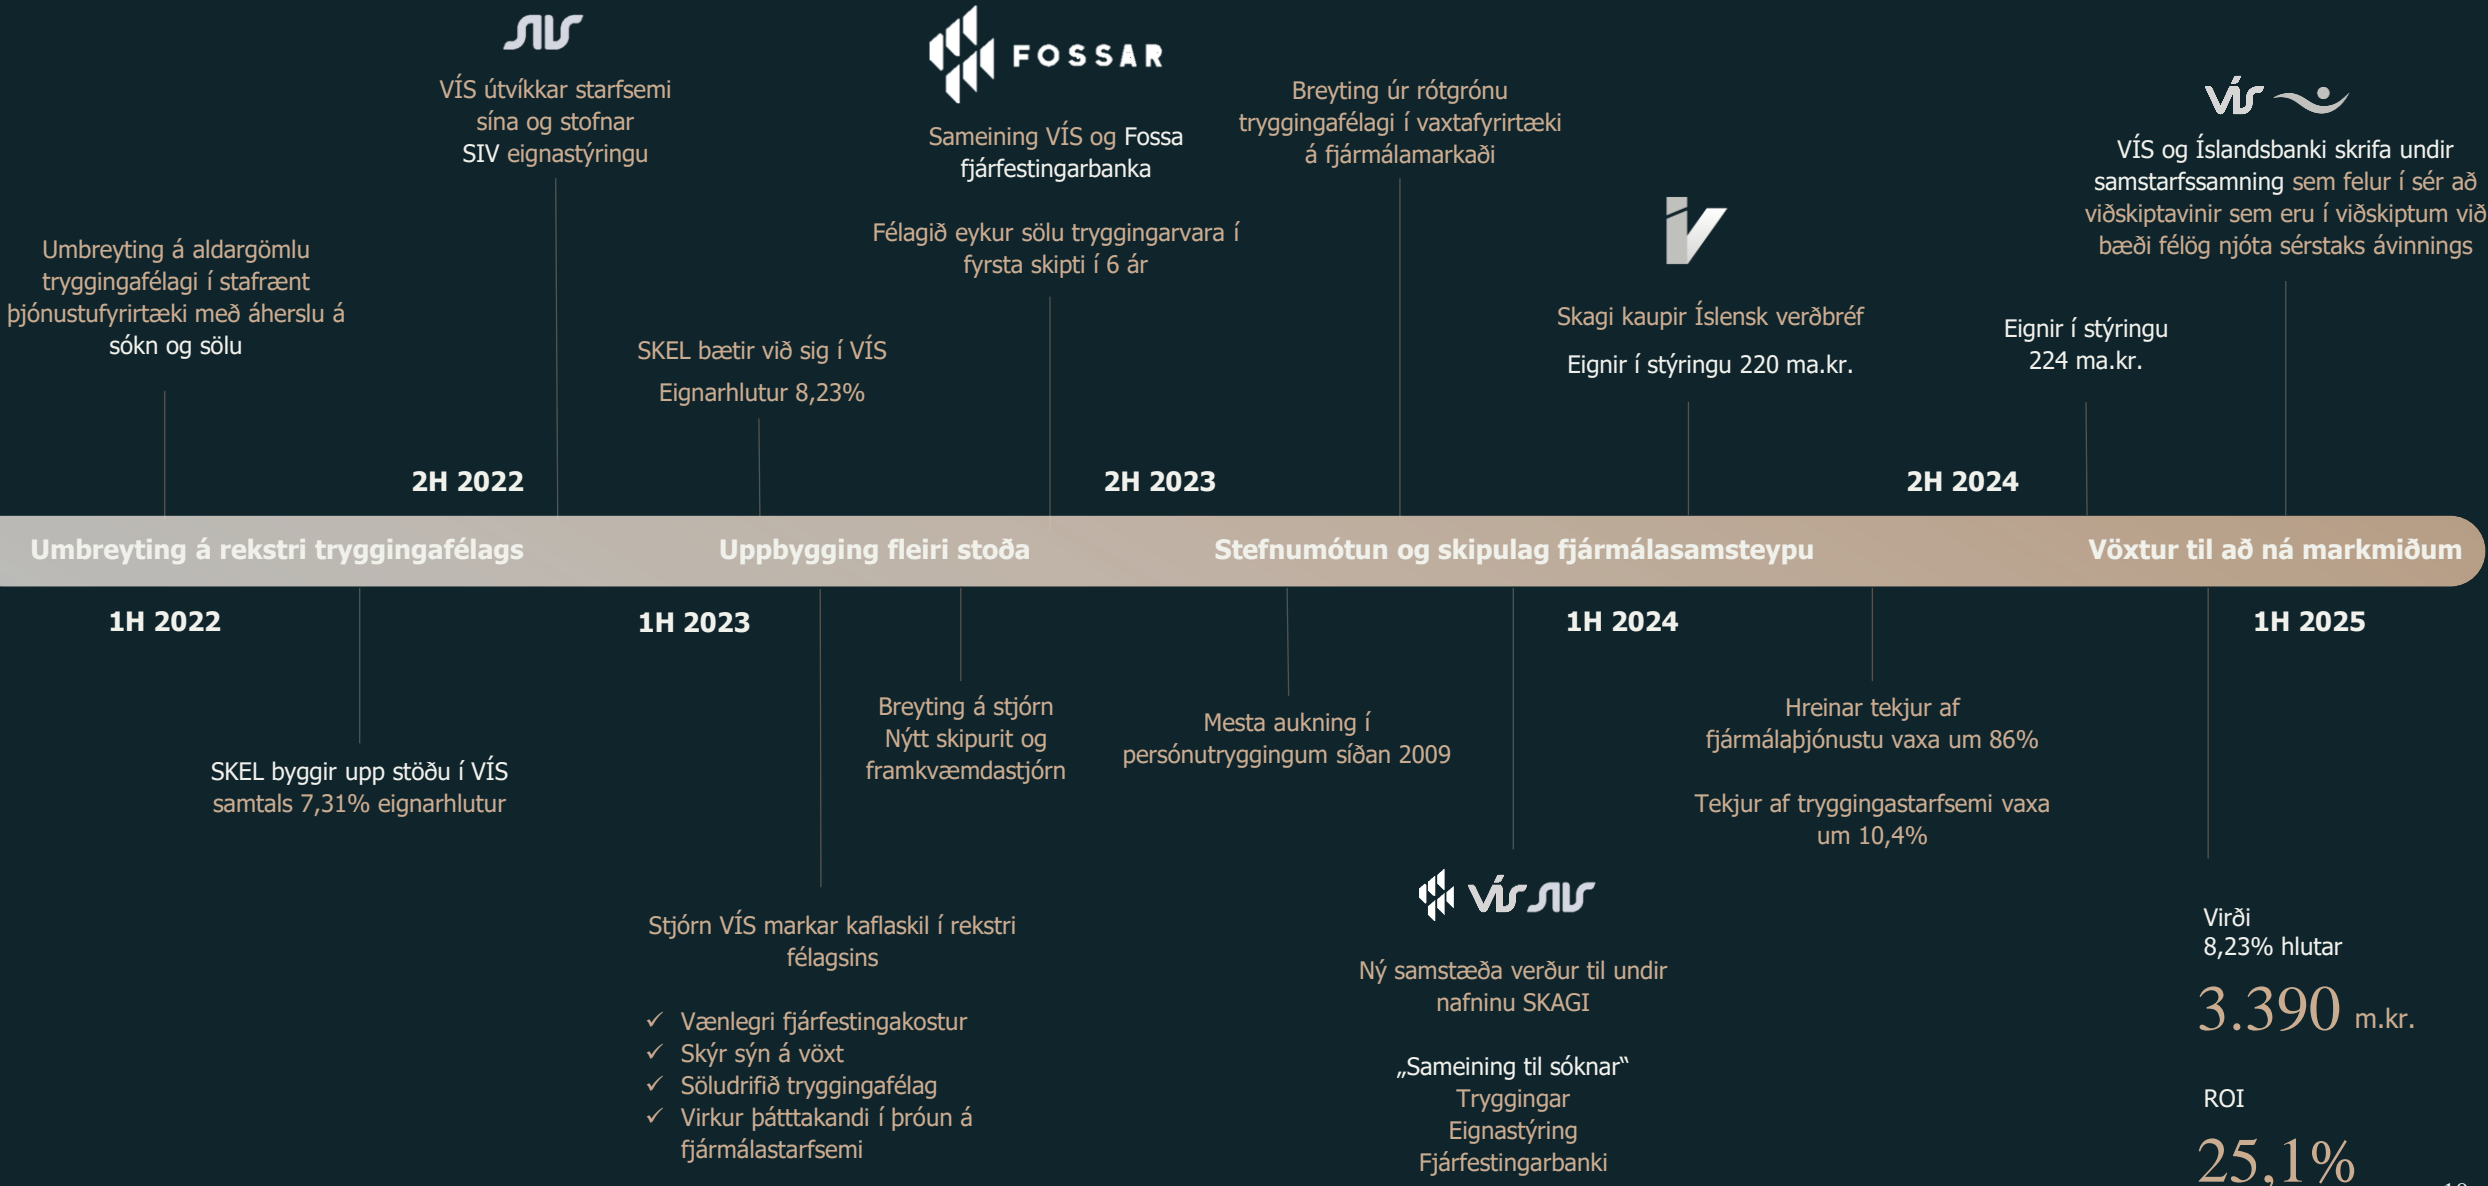 SIV
VÍS útvíkkar starfsemi
sína og stofnar
SIV eignastýringu
FOSSAR
Sameining VÍS og Fossa
fjárfestingarbanka
Félagið eykur sölu tryggingarvara í
fyrsta skipti í 6 ár
Breyting úr rótgrónu
tryggingafélagi í vaxtafyrirtæki
á fjármálamarkaði
vís
VÍS og Íslandsbanki skrifa undir
samstarfssamning sem felur í sér að
viðskiptavinir sem eru í viðskiptum við
bæði félög njóta sérstaks ávinnings
Umbreyting á aldargömlu
tryggingafélagi í stafrænt
þjónustufyrirtæki með áherslu á
sókn og sölu
SKEL bætir við sig í VÍS
Eignarhlutur 8,23%
iv
Skagi kaupir Íslensk verðbréf
Eignir í stýringu 220 ma.kr.
Eignir í stýringu
224 ma.kr.
2H 2022
2H 2023
2H 2024
Umbreyting á rekstri tryggingafélags
Uppbygging fleiri stoða
Stefnumótun og skipulag fjármálasamsteypu
Vöxtur til að ná markmiðum
1H 2022
1H 2023
1H 2024
1H 2025
SKEL byggir upp stöðu í VÍS
samtals 7,31% eignarhlutur
Breyting á stjórn
Nýtt skipurit og
framkvæmdastjórn
Mesta aukning í
persónutryggingum síðan 2009
Hreinar tekjur af
fjármálaþjónustu vaxa um 86%
Tekjur af tryggingastarfsemi vaxa
um 10,4%
Stjórn VÍS markar kaflaskil í rekstri
félagsins
✓ Vænlegri fjárfestingakostur
✓ Skýr sýn á vöxt
✓ Söludrifið tryggingafélag
✓ Virkur þátttakandi í þróun á
fjármálastarfsemi
vís SIV
Ný samstæða verður til undir
nafninu SKAGI
„Sameining til sóknar“
Tryggingar
Eignastýring
Fjárfestingarbanki
Virði
8,23% hlutar
3.390 m.kr.
ROI
25,1%